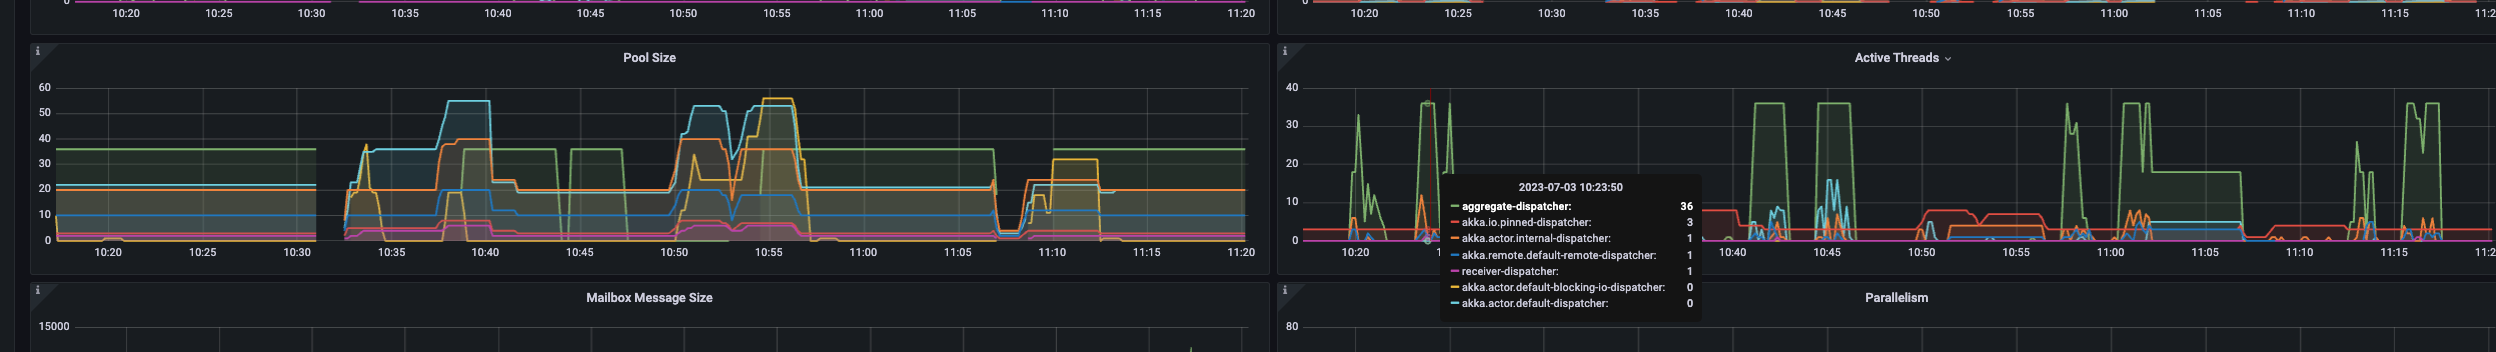 0
10:20 10:25 10:30 10:35 10:40 10:45 10:50 10:55 11:00 11:05 11:10 11:15 11:20
0
10:20 10:25 10:30 10:35 10:40 10:45 10:50 10:55 11:00 11:05 11:10 11:15 11:2
i
Pool Size
60
50
40
30
20
10
0
10:20 10:25 10:30 10:35 10:40 10:45 10:50 10:55 11:00 11:05 11:10 11:15 11:20
i
Active Threads
40
30
20
10
0
10:20 1 10:40 10:45 10:50 10:55 11:00 11:05 11:10 11:15 11:2
2023-07-03 10:23:50
aggregate-dispatcher: 36
akka.io.pinned-dispatcher: 3
akka.actor.internal-dispatcher: 1
akka.remote.default-remote-dispatcher: 1
receiver-dispatcher: 1
akka.actor.default-blocking-io-dispatcher: 0
akka.actor.default-dispatcher: 0
i
Mailbox Message Size
15000
i
Parallelism
80